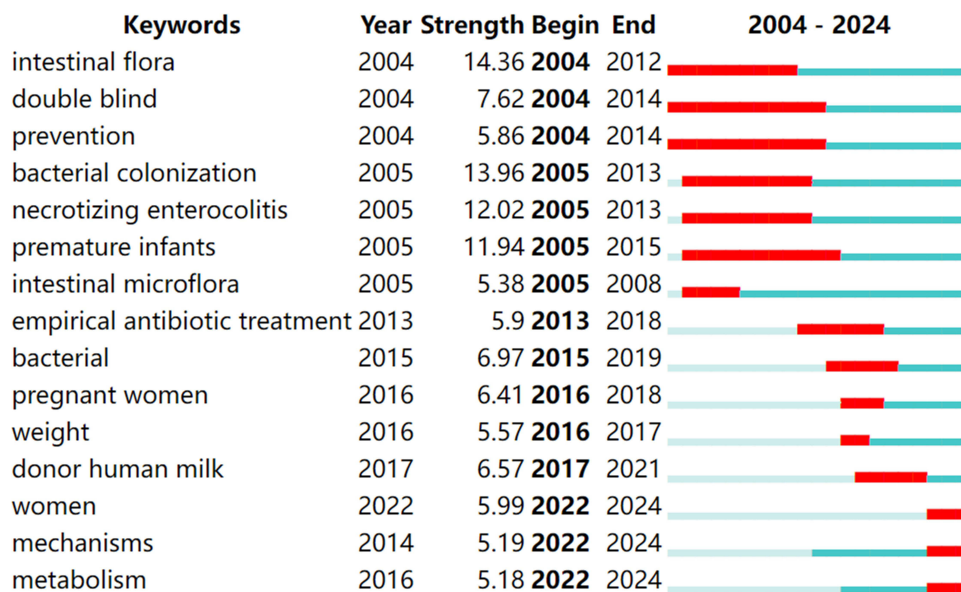 Keywords Year Strength Begin End 2004 - 2024
intestinal flora 2004 14.36 2004 2012
double blind 2004 7.62 2004 2014
prevention 2004 5.86 2004 2014
bacterial colonization 2005 13.96 2005 2013
necrotizing enterocolitis 2005 12.02 2005 2013
premature infants 2005 11.94 2005 2015
intestinal microflora 2005 5.38 2005 2008
empirical antibiotic treatment 2013 5.9 2013 2018
bacterial 2015 6.97 2015 2019
pregnant women 2016 6.41 2016 2018
weight 2016 5.57 2016 2017
donor human milk 2017 6.57 2017 2021
women 2022 5.99 2022 2024
mechanisms 2014 5.19 2022 2024
metabolism 2016 5.18 2022 2024